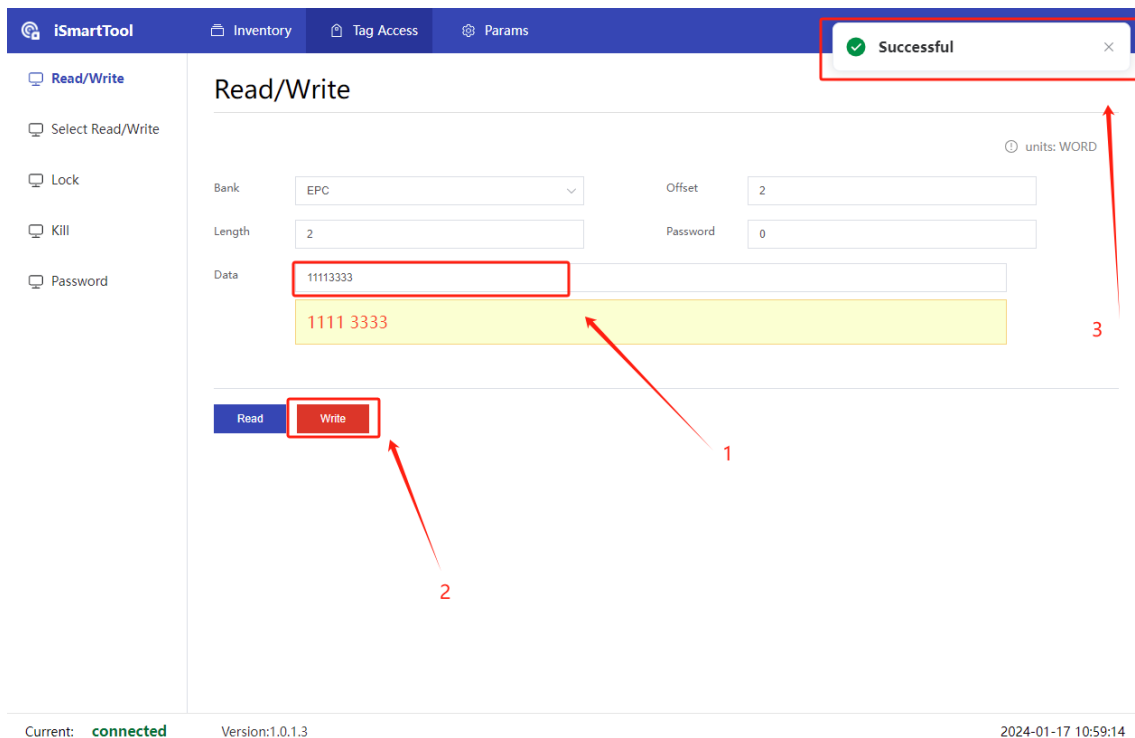 iSmartTool Inventory Tag Access Params
Successful
Read/Write
Select Read/Write
Lock
Kill
Password
Read/Write
units: WORD
Bank EPC Offset 2
Length 2 Password 0
Data 11113333
1111 3333
3
Read Write
1
2
Current: connected Version:1.0.1.3 2024-01-17 10:59:14